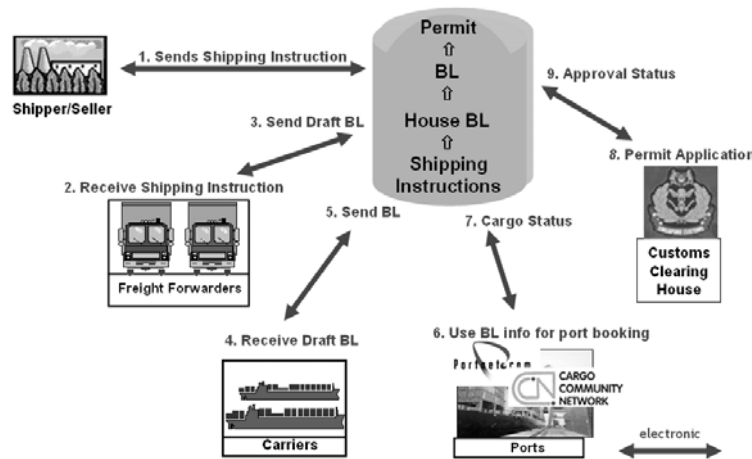 Permit
BL
House BL
Shipping
Instructions
1. Sends Shipping Instruction
Shipper/Seller
9. Approval Status
3. Send Draft BL
8. Permit Application
2. Receive Shipping Instruction
5. Send BL
7. Cargo Status
Customs
Clearing
House
Freight Forwarders
4. Receive Draft BL
6. Use BL info for port booking
Portnet.com
CARGO
COMMUNITY
NETWORK
Carriers
Ports
electronic